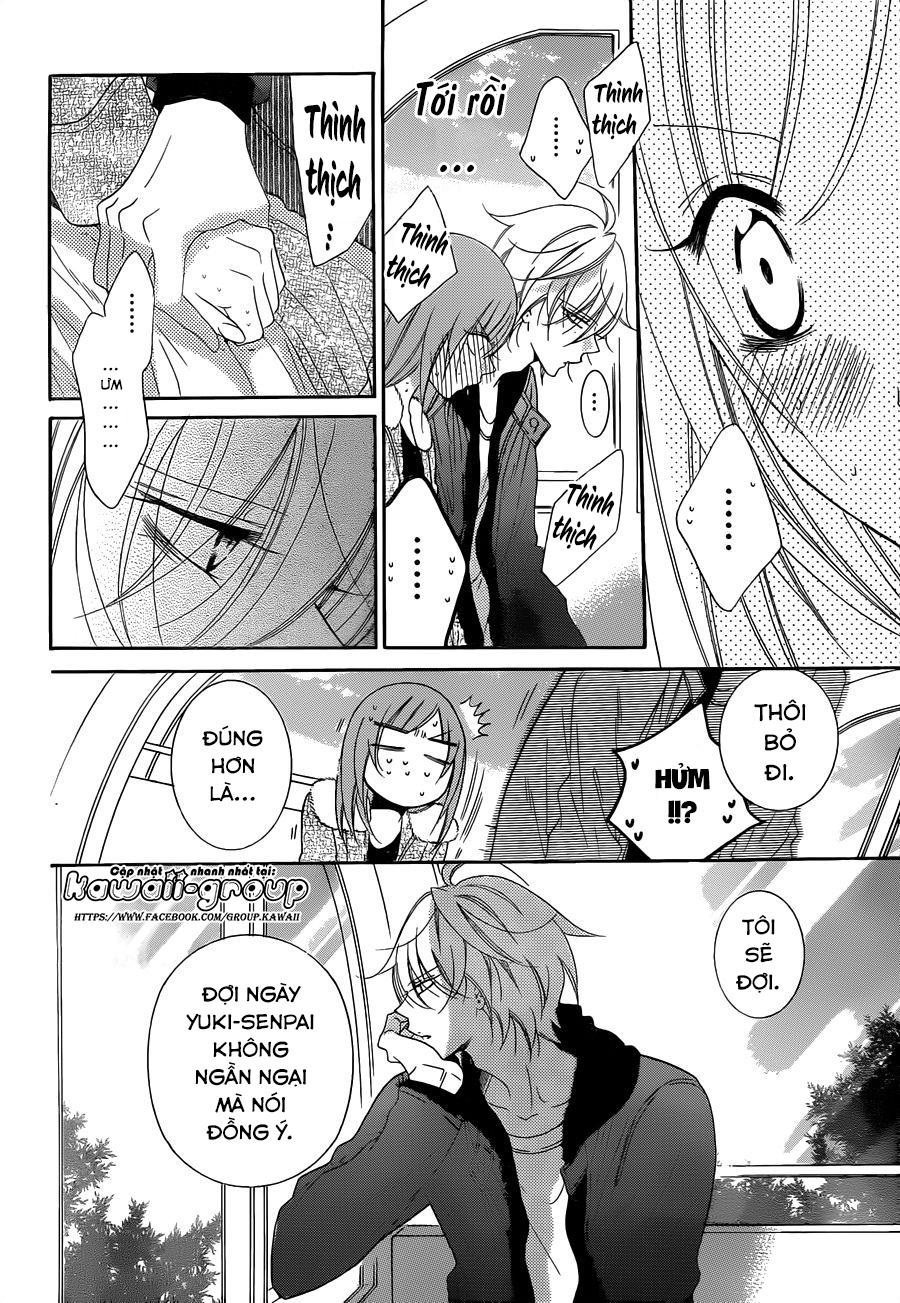 Thình
thịch
......
Tới rồi
...
Thình
thịch
...
Thình
thịch
......
......
Thình
thịch
...
......
...
ƯM
...
...
THÔI
BỎ
ĐI.
HỬM
!!?
ĐÚNG
HƠN
LÀ...
Cập nhật nhanh nhất tại:
kawaii-group
HTTPS://WWW.FACEBOOK.COM/GROUP.KAWAII
TÔI
SẼ
ĐỢI.
ĐỢI NGÀY
YUKI-SENPAI
KHÔNG
NGẦN NGẠI
MÀ NÓI
ĐỒNG Ý.